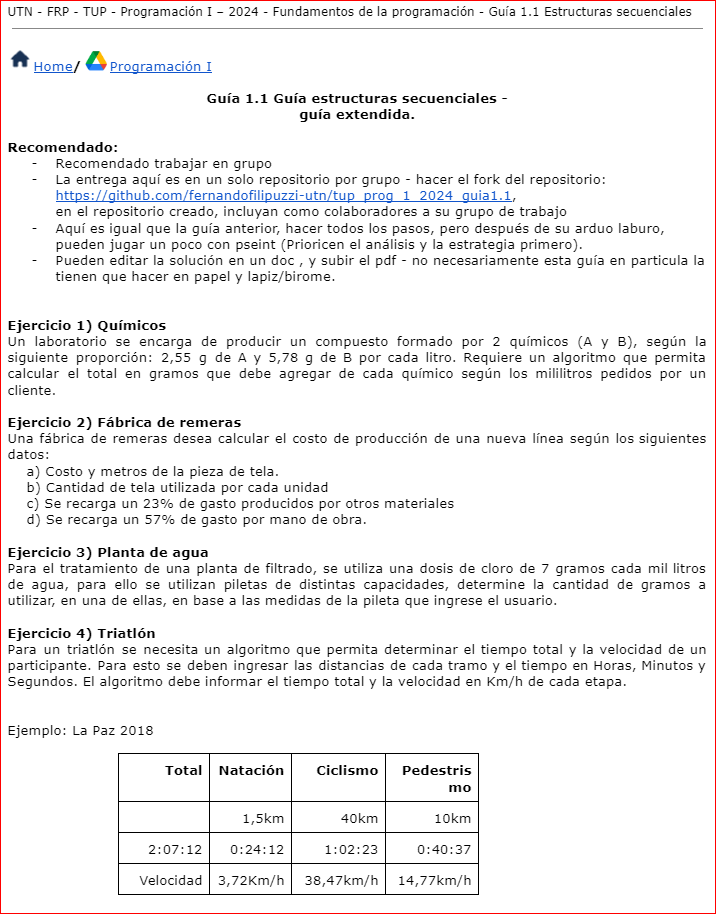 UTN - FRP - TUP - Programación I – 2024 - Fundamentos de la programación - Guía 1.1 Estructuras secuenciales
Home/ Programación I
Guía 1.1 Guía estructuras secuenciales -
guía extendida.
Recomendado:
- Recomendado trabajar en grupo
- La entrega aquí es en un solo repositorio por grupo - hacer el fork del repositorio:
https://github.com/fernandofilipuzzi-utn/tup_prog_1_2024_guia1.1,
en el repositorio creado, incluyan como colaboradores a su grupo de trabajo
- Aquí es igual que la guía anterior, hacer todos los pasos, pero después de su arduo laburo,
pueden jugar un poco con pseint (Prioricen el análisis y la estrategia primero).
- Pueden editar la solución en un doc , y subir el pdf - no necesariamente esta guía en particula la
tienen que hacer en papel y lapiz/birome.
Ejercicio 1) Químicos
Un laboratorio se encarga de producir un compuesto formado por 2 químicos (A y B), según la
siguiente proporción: 2,55 g de A y 5,78 g de B por cada litro. Requiere un algoritmo que permita
calcular el total en gramos que debe agregar de cada químico según los mililitros pedidos por un
cliente.
Ejercicio 2) Fábrica de remeras
Una fábrica de remeras desea calcular el costo de producción de una nueva línea según los siguientes
datos:
a) Costo y metros de la pieza de tela.
b) Cantidad de tela utilizada por cada unidad
c) Se recarga un 23% de gasto producidos por otros materiales
d) Se recarga un 57% de gasto por mano de obra.
Ejercicio 3) Planta de agua
Para el tratamiento de una planta de filtrado, se utiliza una dosis de cloro de 7 gramos cada mil litros
de agua, para ello se utilizan piletas de distintas capacidades, determine la cantidad de gramos a
utilizar, en una de ellas, en base a las medidas de la pileta que ingrese el usuario.
Ejercicio 4) Triatlón
Para un triatlón se necesita un algoritmo que permita determinar el tiempo total y la velocidad de un
participante. Para esto se deben ingresar las distancias de cada tramo y el tiempo en Horas, Minutos y
Segundos. El algoritmo debe informar el tiempo total y la velocidad en Km/h de cada etapa.
Ejemplo: La Paz 2018
Total Natación Ciclismo Pedestris
mo
1,5km 40km 10km
2:07:12 0:24:12 1:02:23 0:40:37
Velocidad 3,72Km/h 38,47km/h 14,77km/h